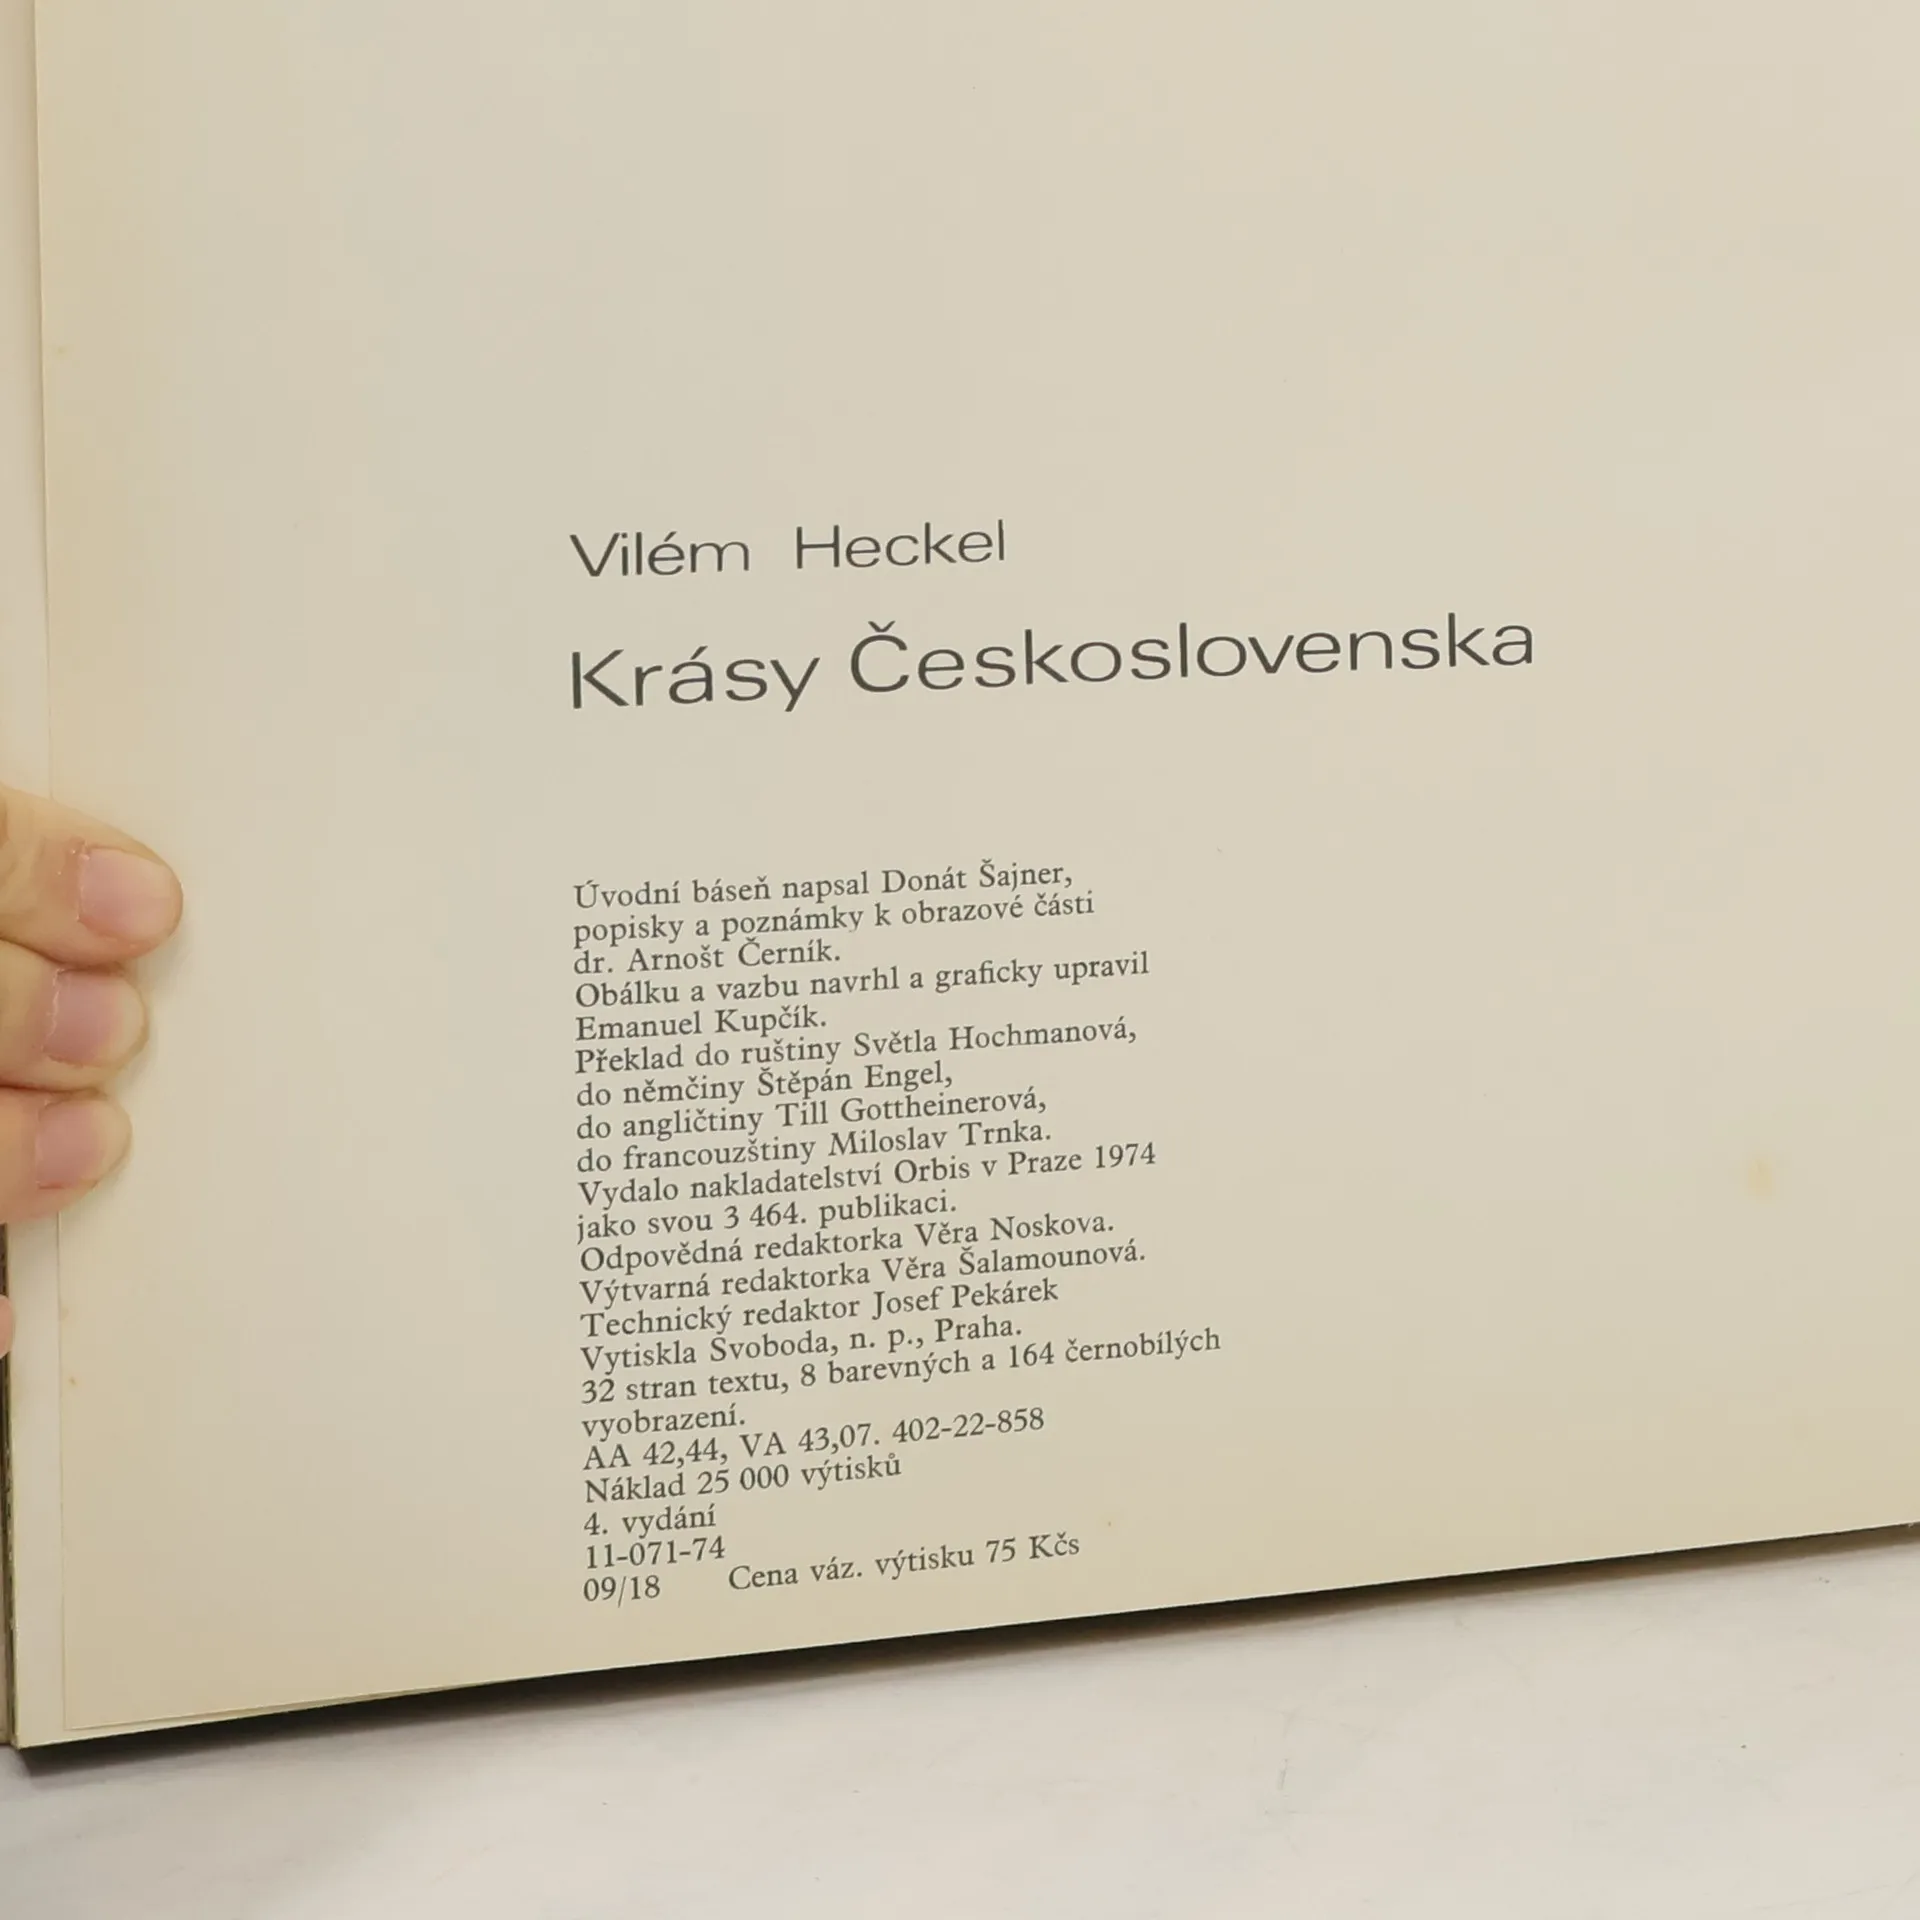 Vilém Heckel
Krásy Československa
Úvodní báseň napsal Donát Šajner,
popisky a poznámky k obrazové části
dr. Arnošt Černík.
Obálku a vazbu navrhl a graficky upravil
Emanuel Kupčík.
Překlad do ruštiny Světla Hochmanová,
do němčiny Štěpán Engel,
do angličtiny Till Gottheinerová,
do francouzštiny Miloslav Trnka.
Vydalo nakladatelství Orbis v Praze 1974
jako svou 3 464. publikaci.
Odpovědná redaktorka Věra Noskova.
Výtvarná redaktorka Věra Šalamounová.
Technický redaktor Josef Pekárek
Vytiskla Svoboda, n. p., Praha.
32 stran textu, 8 barevných a 164 černobílých
vyobrazení.
AA 42,44, VA 43,07. 402-22-858
Náklad 25 000 výtisků
4. vydání
11-071-74
09/18 Cena váz. výtisku 75 Kčs